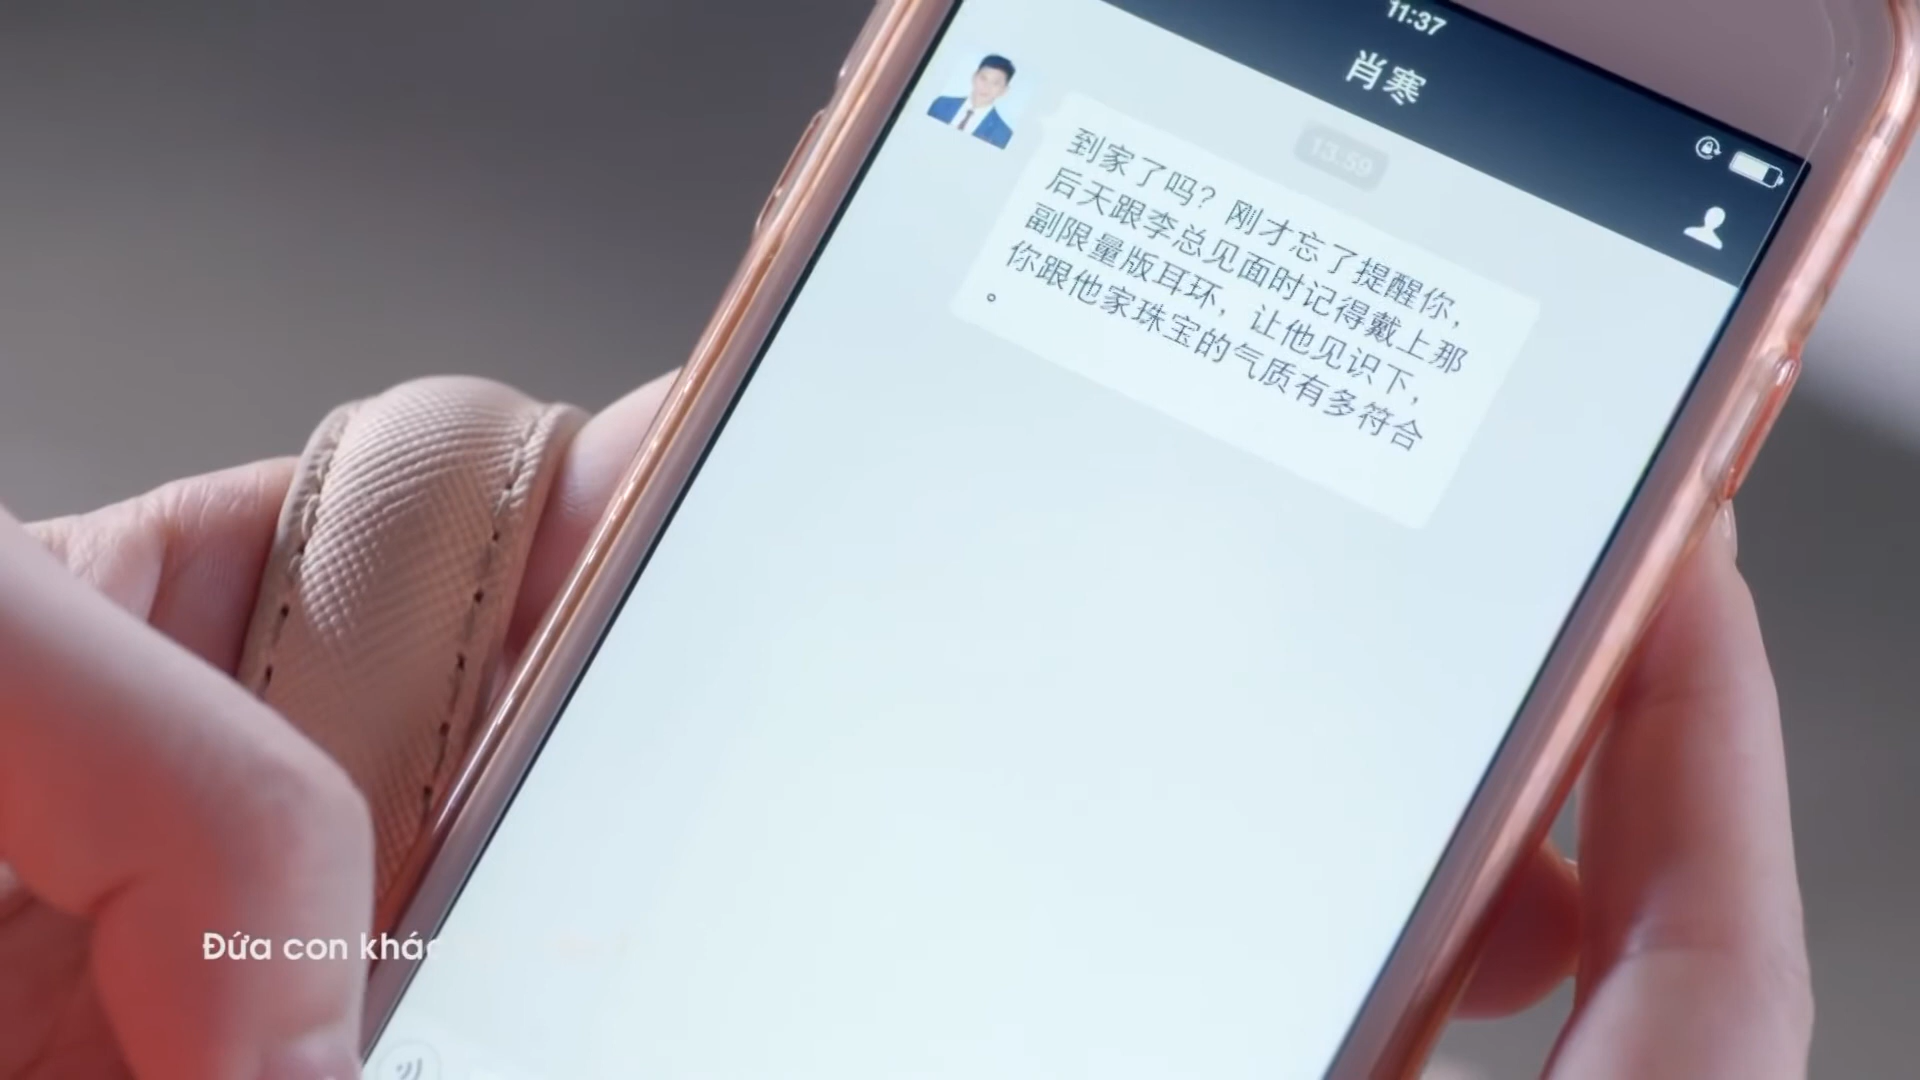 11:37
肖寒
13:59
到家了吗？刚才忘了提醒你，
后天跟李总见面时记得戴上那
副限量版耳环，让他见识下，
你跟他家珠宝的气质有多符合
。
Đứa con khác